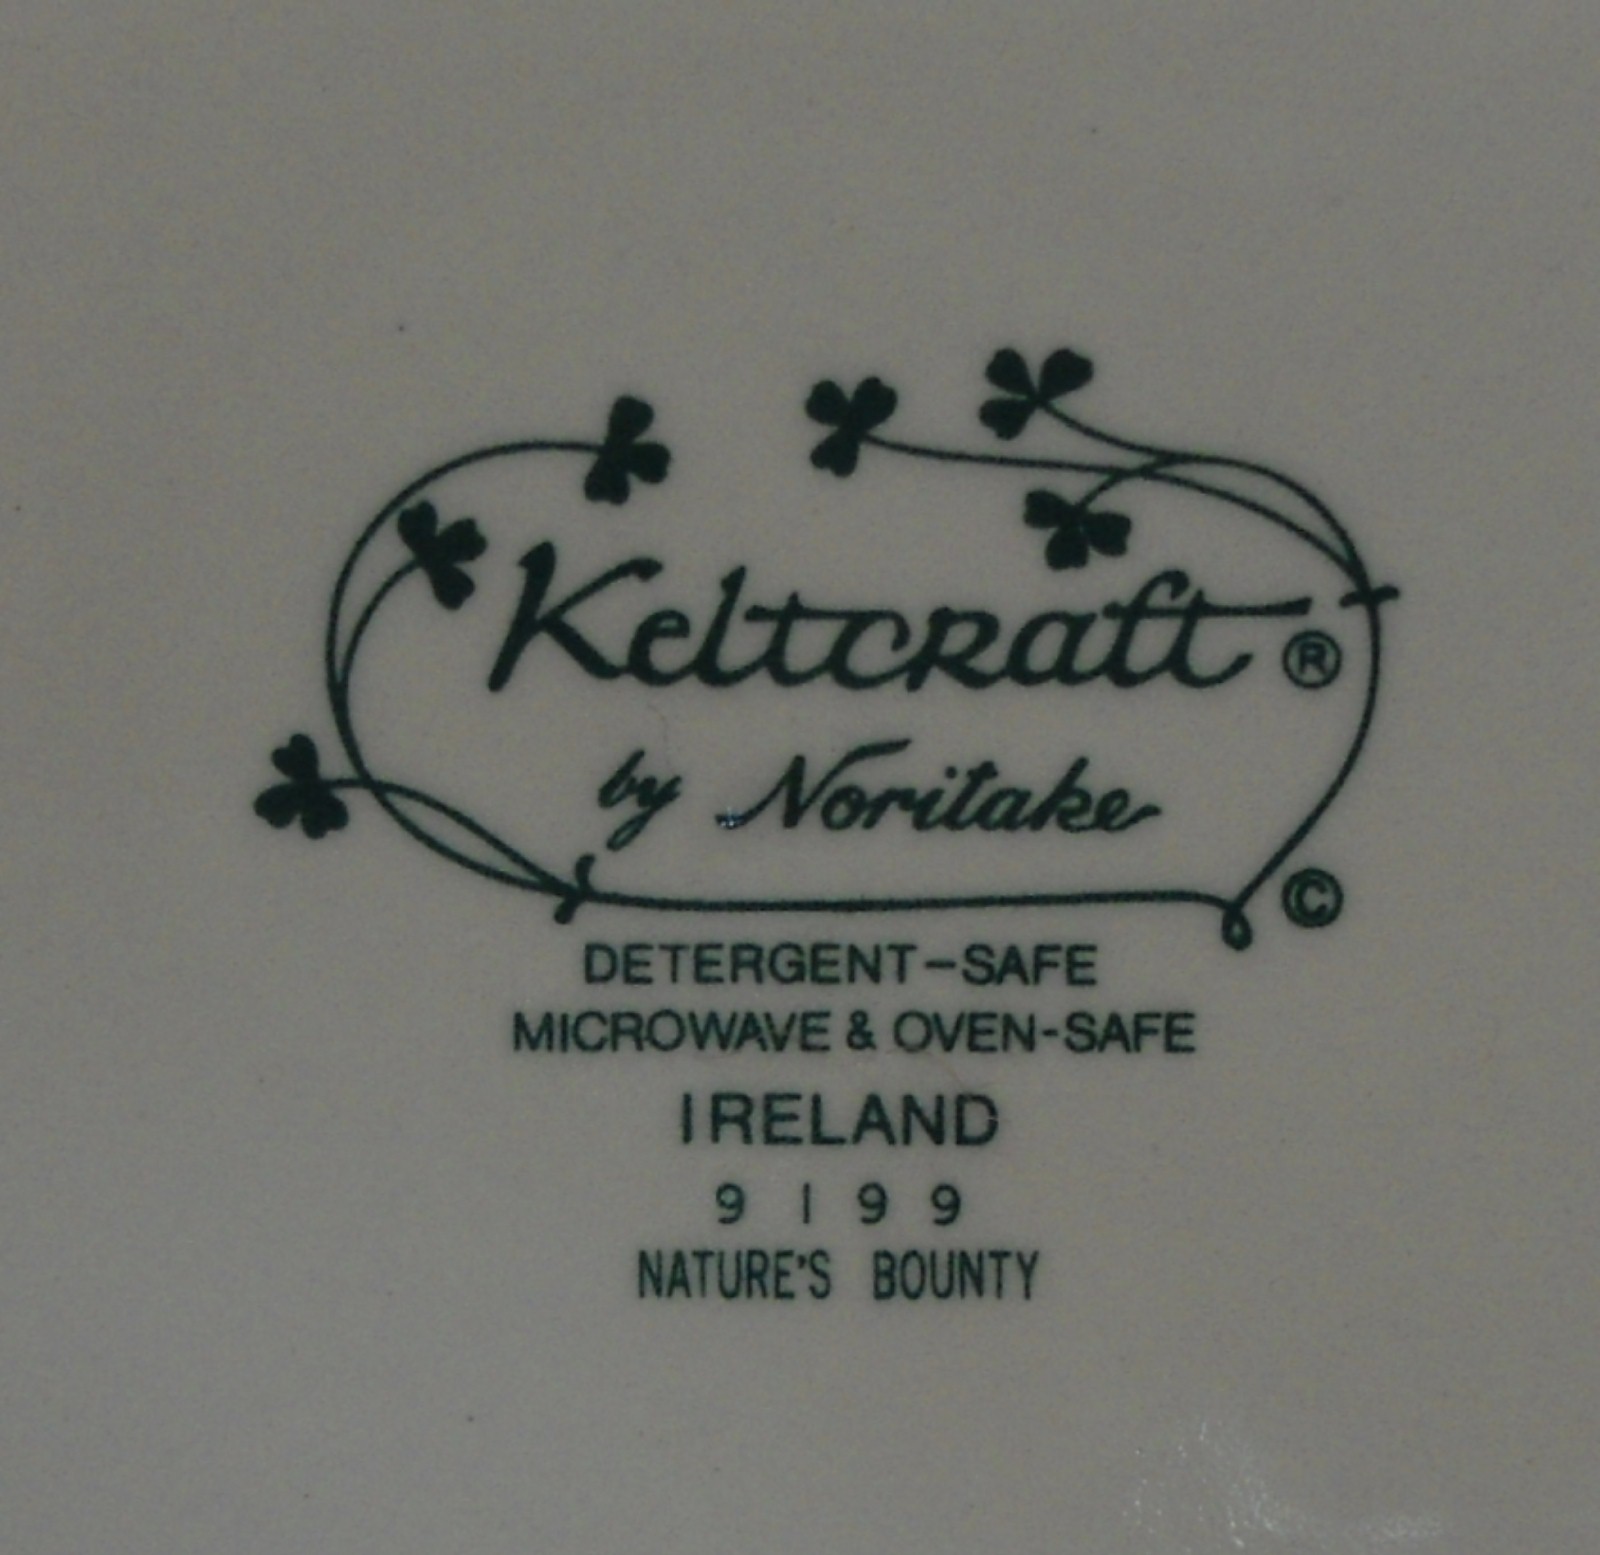 Keltcraft ®
by Noritake
©
DETERGENT-SAFE
MICROWAVE & OVEN-SAFE
IRELAND
9199
NATURE'S BOUNTY